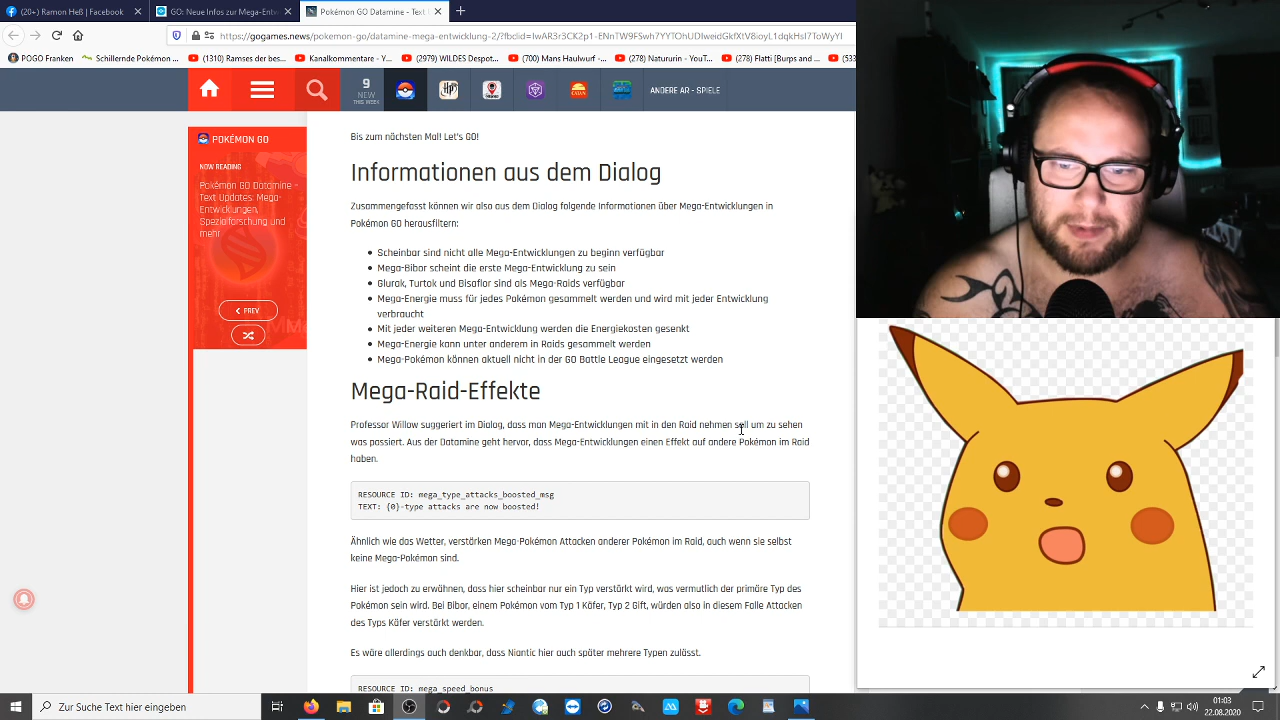 (20+) Ramon Heß | Facebook
GO: Neue Infos zur Mega-Entw
Pokémon GO Datamine - Text
https://gogames.news/pokemon-go/datamine-mega-entwicklung-2/?fbclid=IwAR3r3CK2p1-ENnTW9FSwh7YYTOhUDIweidGkfXtV8ioyL1dqkHsI7ToWyYI
POGO Franken
Schillernde Pokémon...
(1310) Ramses der bes...
Kanalkommentare - Y...
(2979) WILDES Despot...
(700) Mans Haulwurf -...
(278) Natururin - YouT...
(278) Flatti [Burgs and ...
(533
9
NEW
THIS WEEK
ANDERE AR - SPIELE
POKÉMON GO
NOW READING
Pokémon GO Datamine –
Text Updates: Mega-
Entwicklungen,
Spezialforschung und
mehr
PREV
Bis zum nächsten Mal! Let's GO!
Informationen aus dem Dialog
Zusammengefasst können wir also aus dem Dialog folgende Informationen über Mega-Entwicklungen in
Pokémon GO herausfiltern:
• Scheinbar sind nicht alle Mega-Entwicklungen zu beginn verfügbar
• Mega-Bibor scheint die erste Mega-Entwicklung zu sein
• Glurak, Turtok und Bisaflor sind als Mega-Raids verfügbar
• Mega-Energie muss für jedes Pokémon gesammelt werden und wird mit jeder Entwicklung
verbraucht
• Mit jeder weiteren Mega-Entwicklung werden die Energiekosten gesenkt
• Mega-Energie kann unter anderem in Raids gesammelt werden
• Mega-Pokémon können aktuell nicht in der GO Battle League eingesetzt werden
Mega-Raid-Effekte
Professor Willow suggeriert im Dialog, dass man Mega-Entwicklungen mit in den Raid nehmen soll um zu sehen
was passiert. Aus der Datamine geht hervor, dass Mega-Entwicklungen einen Effekt auf andere Pokémon im Raid
haben.
RESOURCE ID: mega_type_attacks_boosted_msg
TEXT: {0}-type attacks are now boosted!
Ähnlich wie das Wetter, verstärken Mega-Pokémon Attacken anderer Pokémon im Raid, auch wenn sie selbst
keine Mega-Pokémon sind.
Hier ist jedoch zu erwähnen, dass hier scheinbar nur ein Typ verstärkt wird, was vermutlich der primäre Typ des
Pokémon sein wird. Bei Bibor, einem Pokémon vom Typ 1 Käfer, Typ 2 Gift, würden also in diesem Falle Attacken
des Typs Käfer verstärkt werden.
Es wäre allerdings auch denkbar, dass Niantic hier auch später mehrere Typen zulässt.
RESOURCE ID: mega_speed_bonus
Zur Suche Text hier eingeben
01:03
22.08.2020